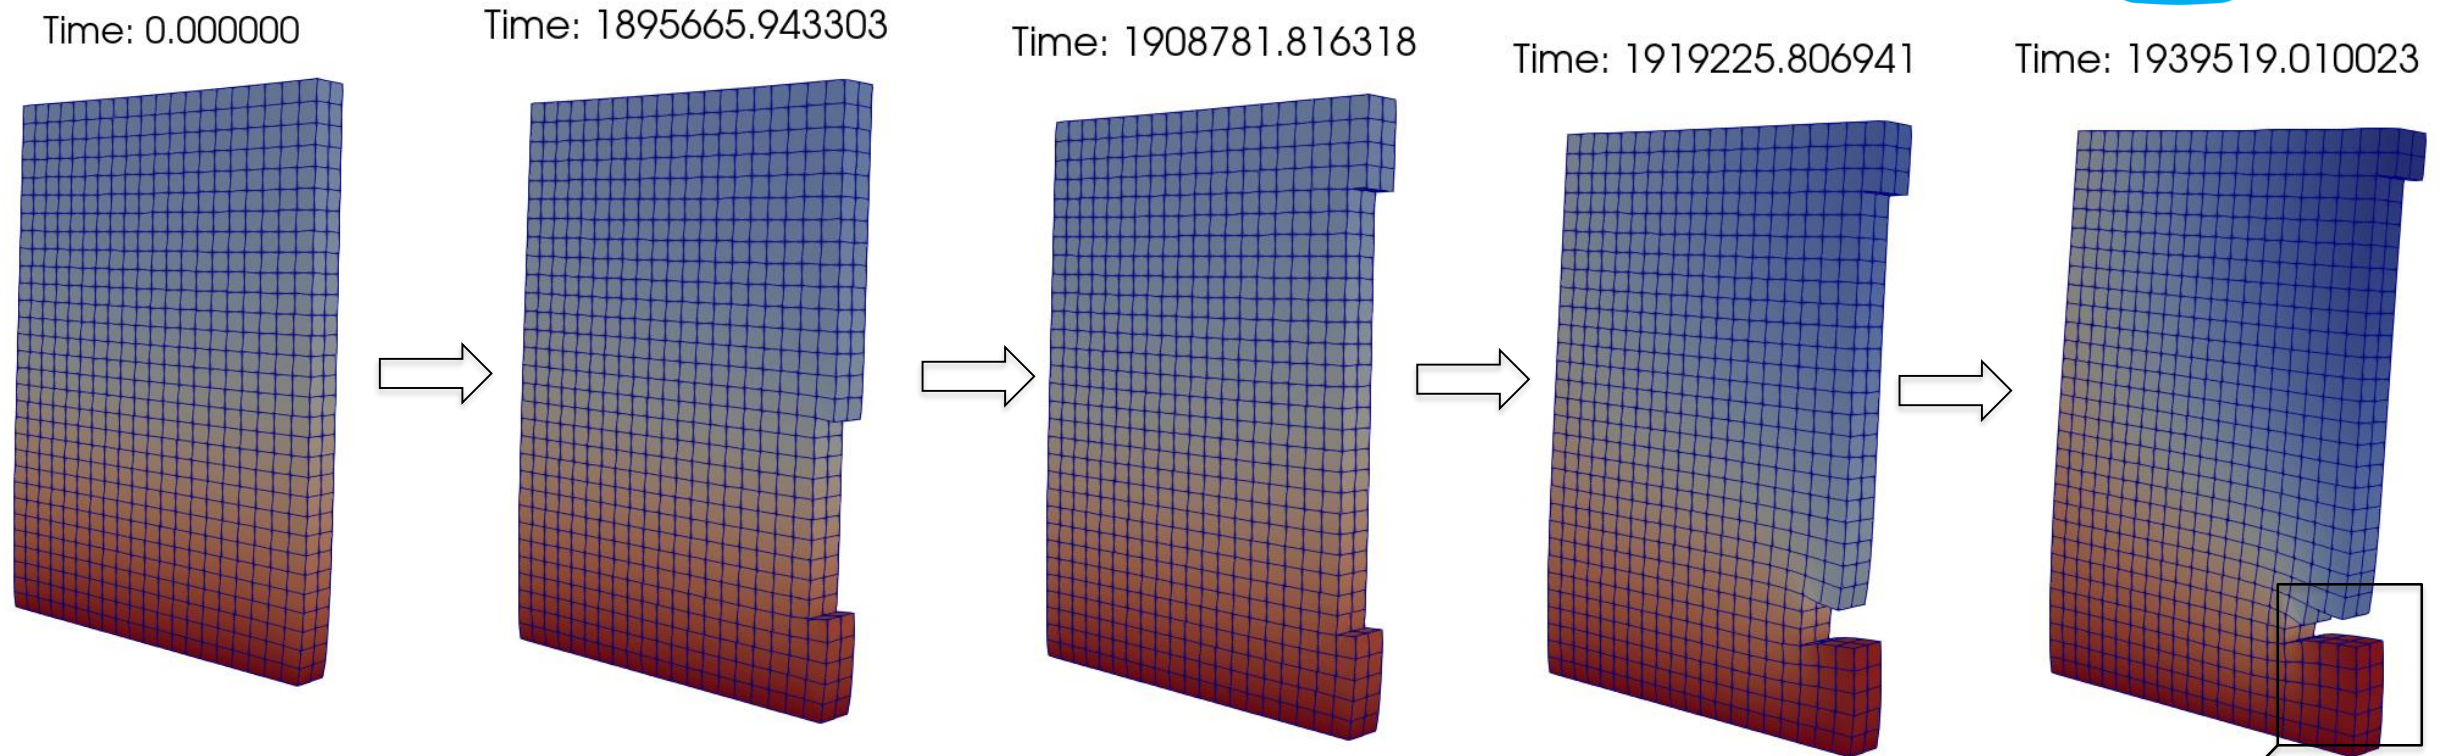 Time: 0.000000
Time: 1895665.943303
Time: 1908781.816318
Time: 1919225.806941
Time: 1939519.010023